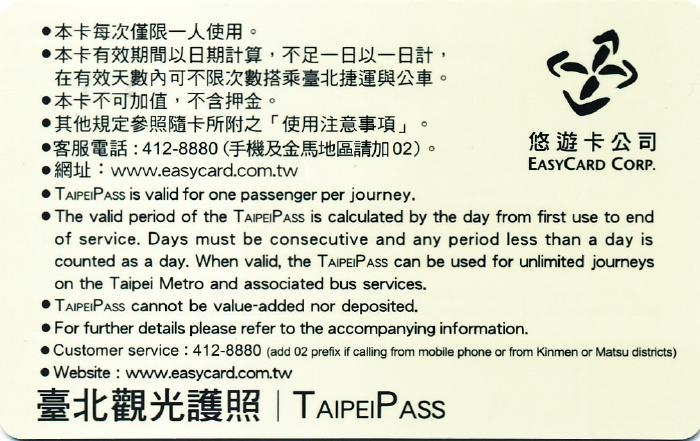 ●本卡每次僅限一人使用。
●本卡有效期間以日期計算，不足一日以一日計，
在有效天數內可不限次數搭乘臺北捷運與公車。
●本卡不可加值，不含押金。
●其他規定參照隨卡所附之「使用注意事項」。
●客服電話：412-8880 (手機及金馬地區請加 02)。
●網址：www.easycard.com.tw
悠遊卡公司
EASYCARD CORP.
●TAIPEIPASS is valid for one passenger per journey.
●The valid period of the TAIPEIPASS is calculated by the day from first use to end
of service. Days must be consecutive and any period less than a day is
counted as a day. When valid, the TAIPEIPASS can be used for unlimited journeys
on the Taipei Metro and associated bus services.
●TAIPEIPASS cannot be value-added nor deposited.
●For further details please refer to the accompanying information.
●Customer service：412-8880 (add 02 prefix if calling from mobile phone or from Kinmen or Matsu districts)
●Website：www.easycard.com.tw
臺北觀光護照｜TAIPEIPASS